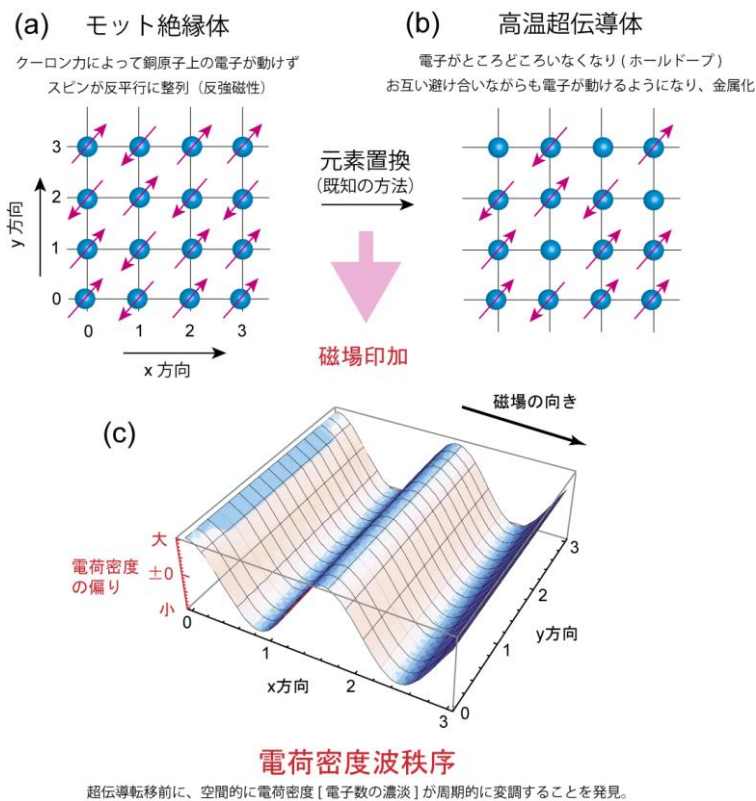 (a) モット絶縁体
クーロン力によって銅原子上の電子が動けず
スピンが反平行に整列（反強磁性）
3
2
1
0
y 方向
0 1 2 3
x 方向
元素置換
(既知の方法)
磁場印加
(b) 高温超伝導体
電子がところどころいなくなり ( ホールドープ )
お互い避け合いながらも電子が動けるようになり、金属化
(c)
磁場の向き
大
±0
小
電荷密度
の偏り
0
1
2
3
x方向
0
1
2
3
y方向
電荷密度波秩序
超伝導転移前に、空間的に電荷密度 [ 電子数の濃淡 ] が周期的に変調することを発見。